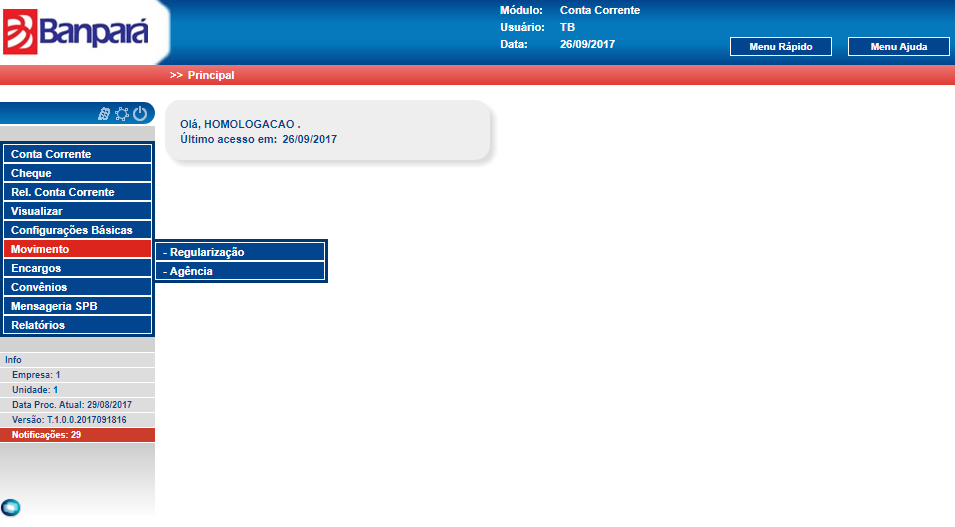 Banpará
Módulo: Conta Corrente
Usuário: TB
Data: 26/09/2017
Menu Rápido
Menu Ajuda
>> Principal
Olá, HOMOLOGACAO .
Último acesso em: 26/09/2017
Conta Corrente
Cheque
Rel. Conta Corrente
Visualizar
Configurações Básicas
Movimento
- Regularização
- Agência
Encargos
Convênios
Mensageria SPB
Relatórios
Info
Empresa: 1
Unidade: 1
Data Proc. Atual: 29/08/2017
Versão: T.1.0.0.2017091816
Notificações: 29